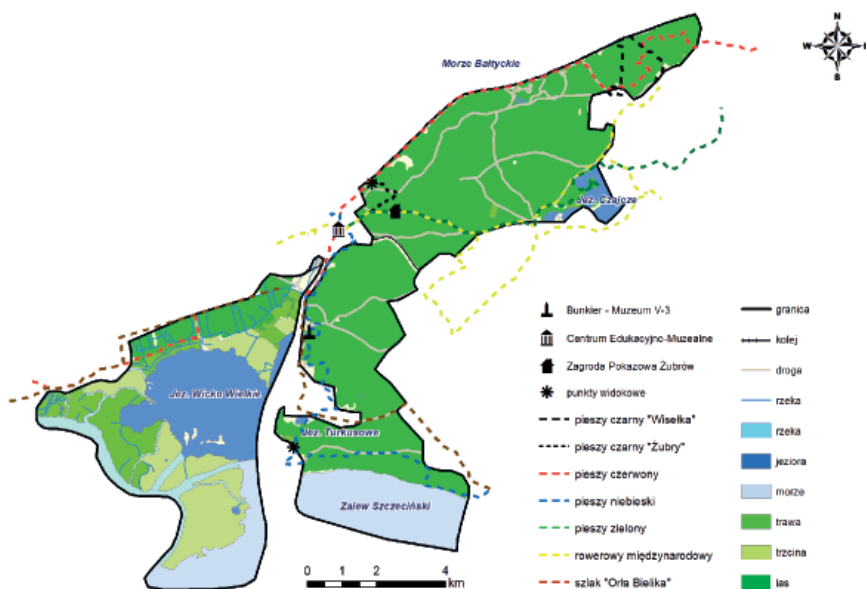 Morze Bałtyckie
N
W
E
S
Jez. Czajcze
Jez. Wicko Wielkie
Jez. Turkusowe
Zalew Szczeciński
Bunkier - Muzeum V-3
Centrum Edukacyjno-Muzealne
Zagroda Pokazowa Żubrów
punkty widokowe
pieszy czarny "Wisełka"
pieszy czarny "Żubry"
pieszy czerwony
pieszy niebieski
pieszy zielony
rowerowy międzynarodowy
szlak "Orła Bielika"
granica
kolej
droga
rzeka
rzeka
jeziora
morze
trawa
trzcina
las
0 1 2 4
km